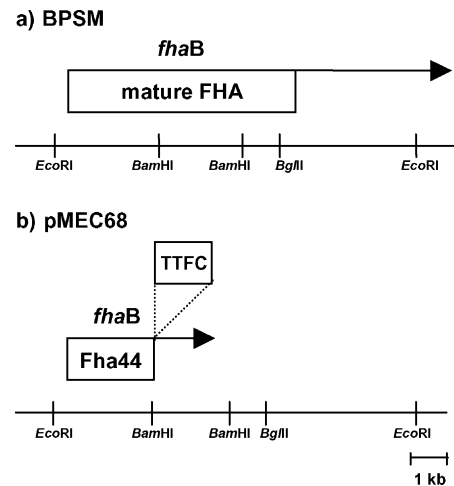 a) BPSM
fhaB
mature FHA
EcoRI BamHI BamHI BglII EcoRI
b) pMEC68
TTFC
fhaB
Fha44
EcoRI BamHI BamHI BglII EcoRI
1 kb